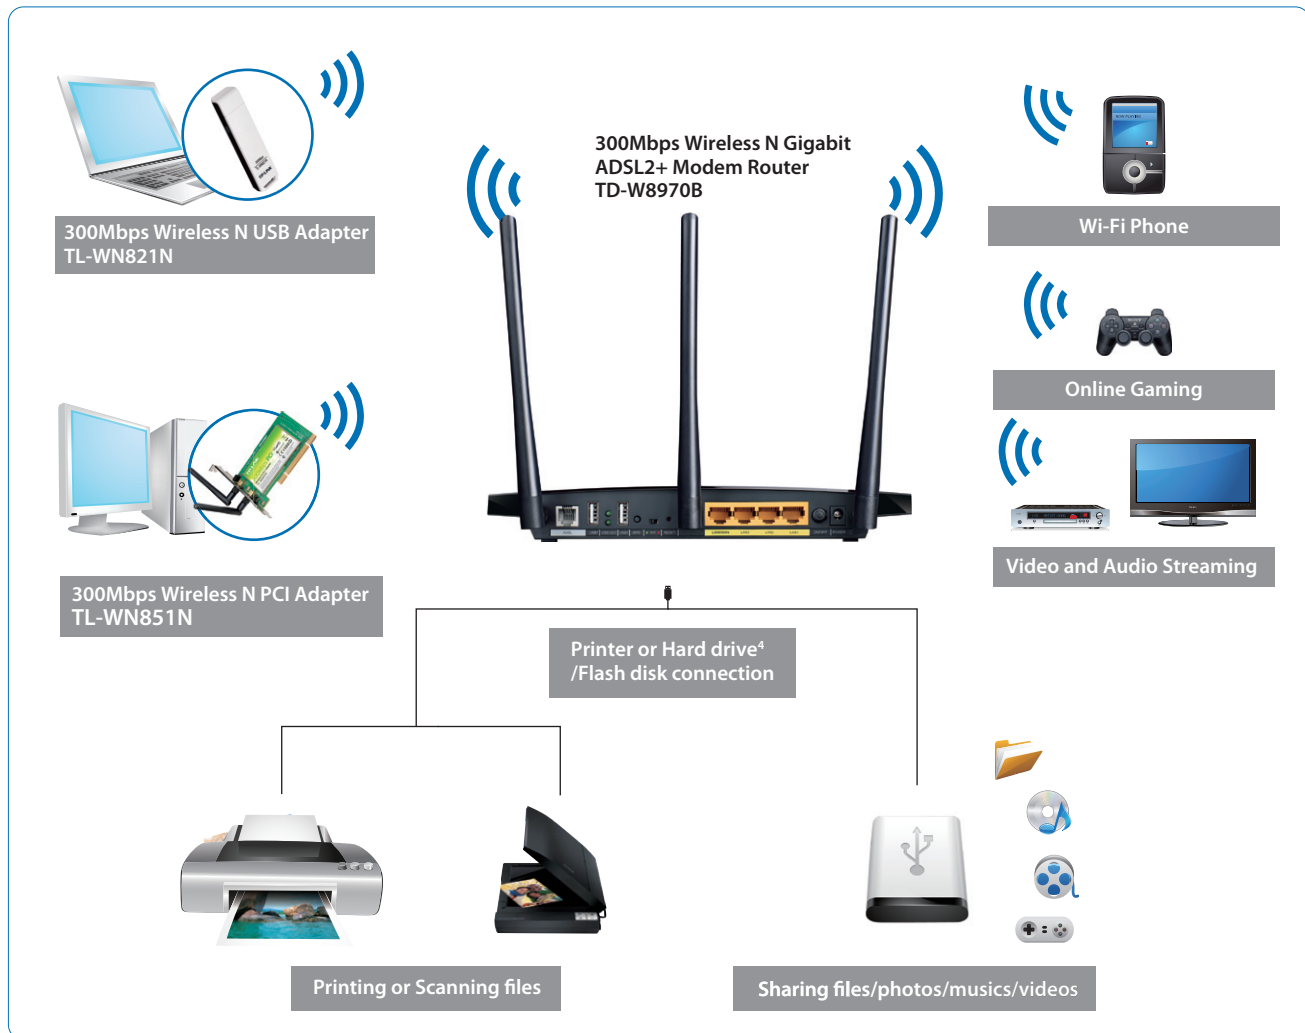 300Mbps Wireless N Gigabit
ADSL2+ Modem Router
TD-W8970B
300Mbps Wireless N USB Adapter
TL-WN821N
Wi-Fi Phone
Online Gaming
Video and Audio Streaming
300Mbps Wireless N PCI Adapter
TL-WN851N
Printer or Hard drive⁴
/Flash disk connection
Printing or Scanning files
Sharing files/photos/musics/videos